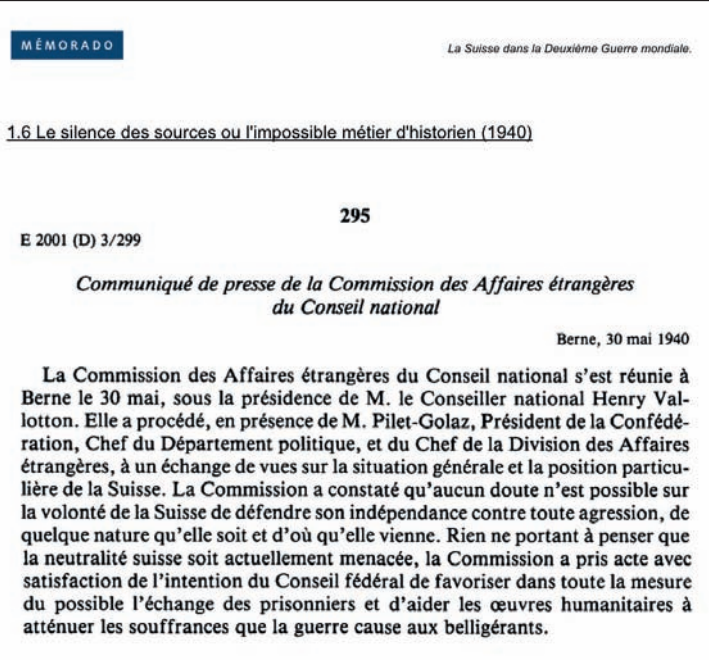 MÉMORADO
La Suisse dans la Deuxième Guerre mondiale.
1.6 Le silence des sources ou l'impossible métier d'historien (1940)
295
E 2001 (D) 3/299
Communiqué de presse de la Commission des Affaires étrangères
du Conseil national
Berne, 30 mai 1940
La Commission des Affaires étrangères du Conseil national s'est réunie à
Berne le 30 mai, sous la présidence de M. le Conseiller national Henry Val-
lotton. Elle a procédé, en présence de M. Pilet-Golaz, Président de la Confédé-
ration, Chef du Département politique, et du Chef de la Division des Affaires
étrangères, à un échange de vues sur la situation générale et la position particu-
lière de la Suisse. La Commission a constaté qu'aucun doute n'est possible sur
la volonté de la Suisse de défendre son indépendance contre toute agression, de
quelque nature qu'elle soit et d'où qu'elle vienne. Rien ne portant à penser que
la neutralité suisse soit actuellement menacée, la Commission a pris acte avec
satisfaction de l'intention du Conseil fédéral de favoriser dans toute la mesure
du possible l'échange des prisonniers et d'aider les œuvres humanitaires à
atténuer les souffrances que la guerre cause aux belligérants.